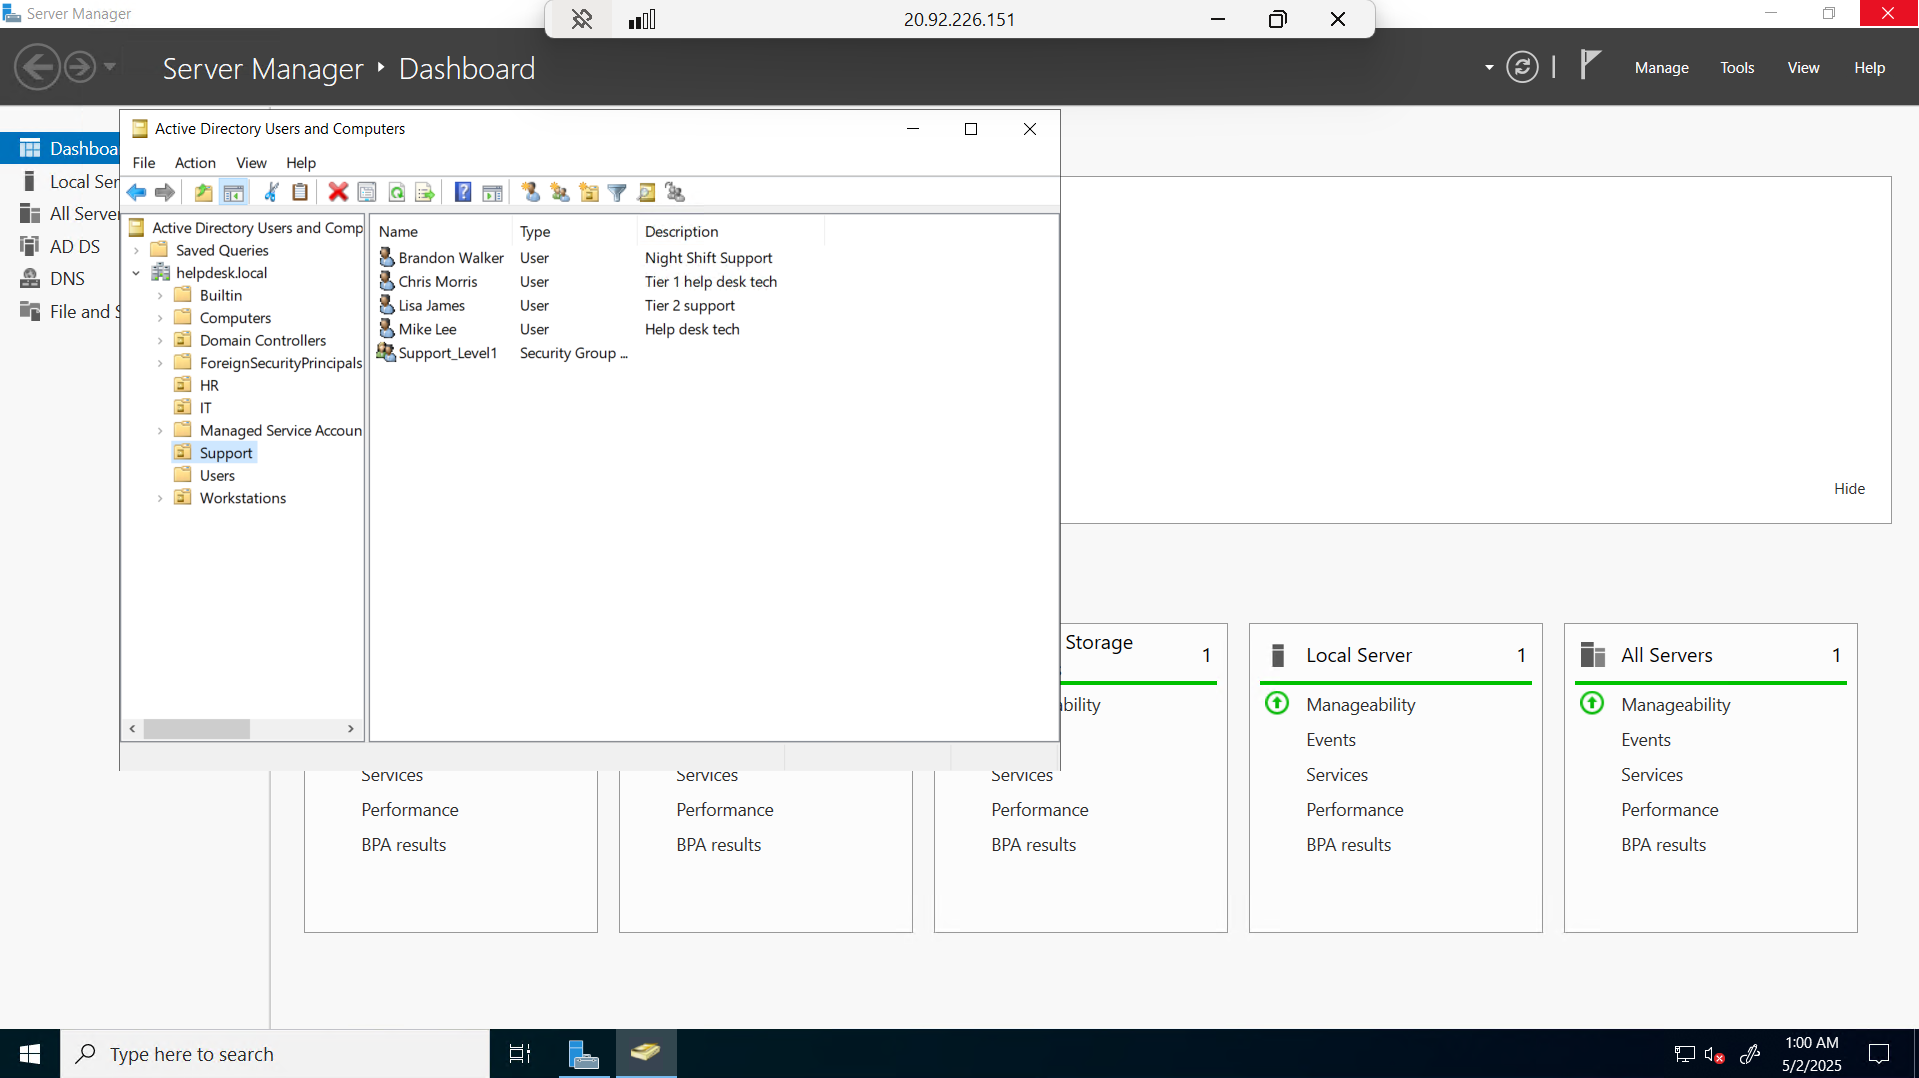 Server Manager
20.92.226.151
Server Manager Dashboard
Manage Tools View Help
Active Directory Users and Computers
File Action View Help
Dashboa
Local Ser
All Server
AD DS
DNS
File and S
Active Directory Users and Comp
Saved Queries
helpdesk.local
Builtin
Computers
Domain Controllers
ForeignSecurityPrincipals
HR
IT
Managed Service Accoun
Support
Users
Workstations
Name Type Description
Brandon Walker User Night Shift Support
Chris Morris User Tier 1 help desk tech
Lisa James User Tier 2 support
Mike Lee User Help desk tech
Support_Level1 Security Group ...
Hide
Services
Performance
BPA results
Services
Performance
BPA results
Storage 1
bility
Services
Performance
BPA results
Local Server 1
Manageability
Events
Services
Performance
BPA results
All Servers 1
Manageability
Events
Services
Performance
BPA results
Type here to search
1:00 AM
5/2/2025